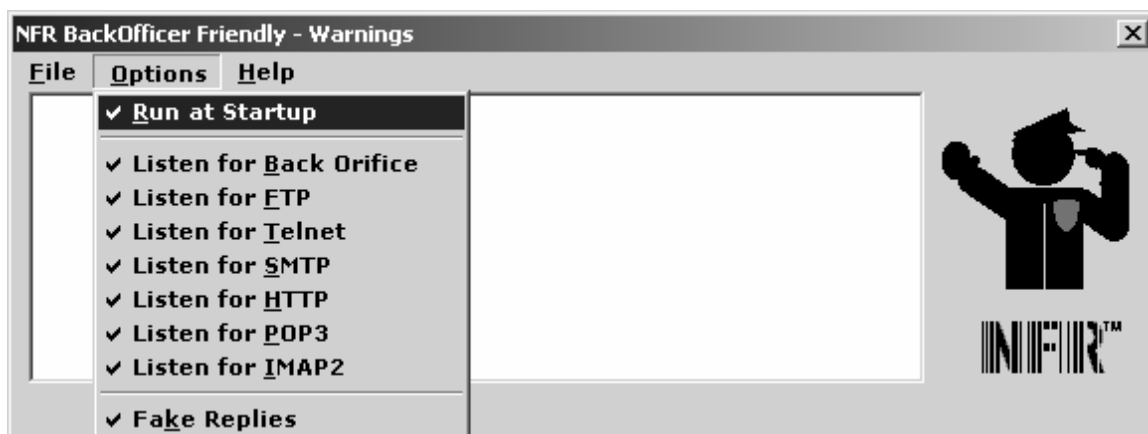 NFR BackOfficer Friendly - Warnings
File Options Help
✓ Run at Startup
✓ Listen for Back Orifice
✓ Listen for FTP
✓ Listen for Telnet
✓ Listen for SMTP
✓ Listen for HTTP
✓ Listen for POP3
✓ Listen for IMAP2
✓ Fake Replies
NFR™